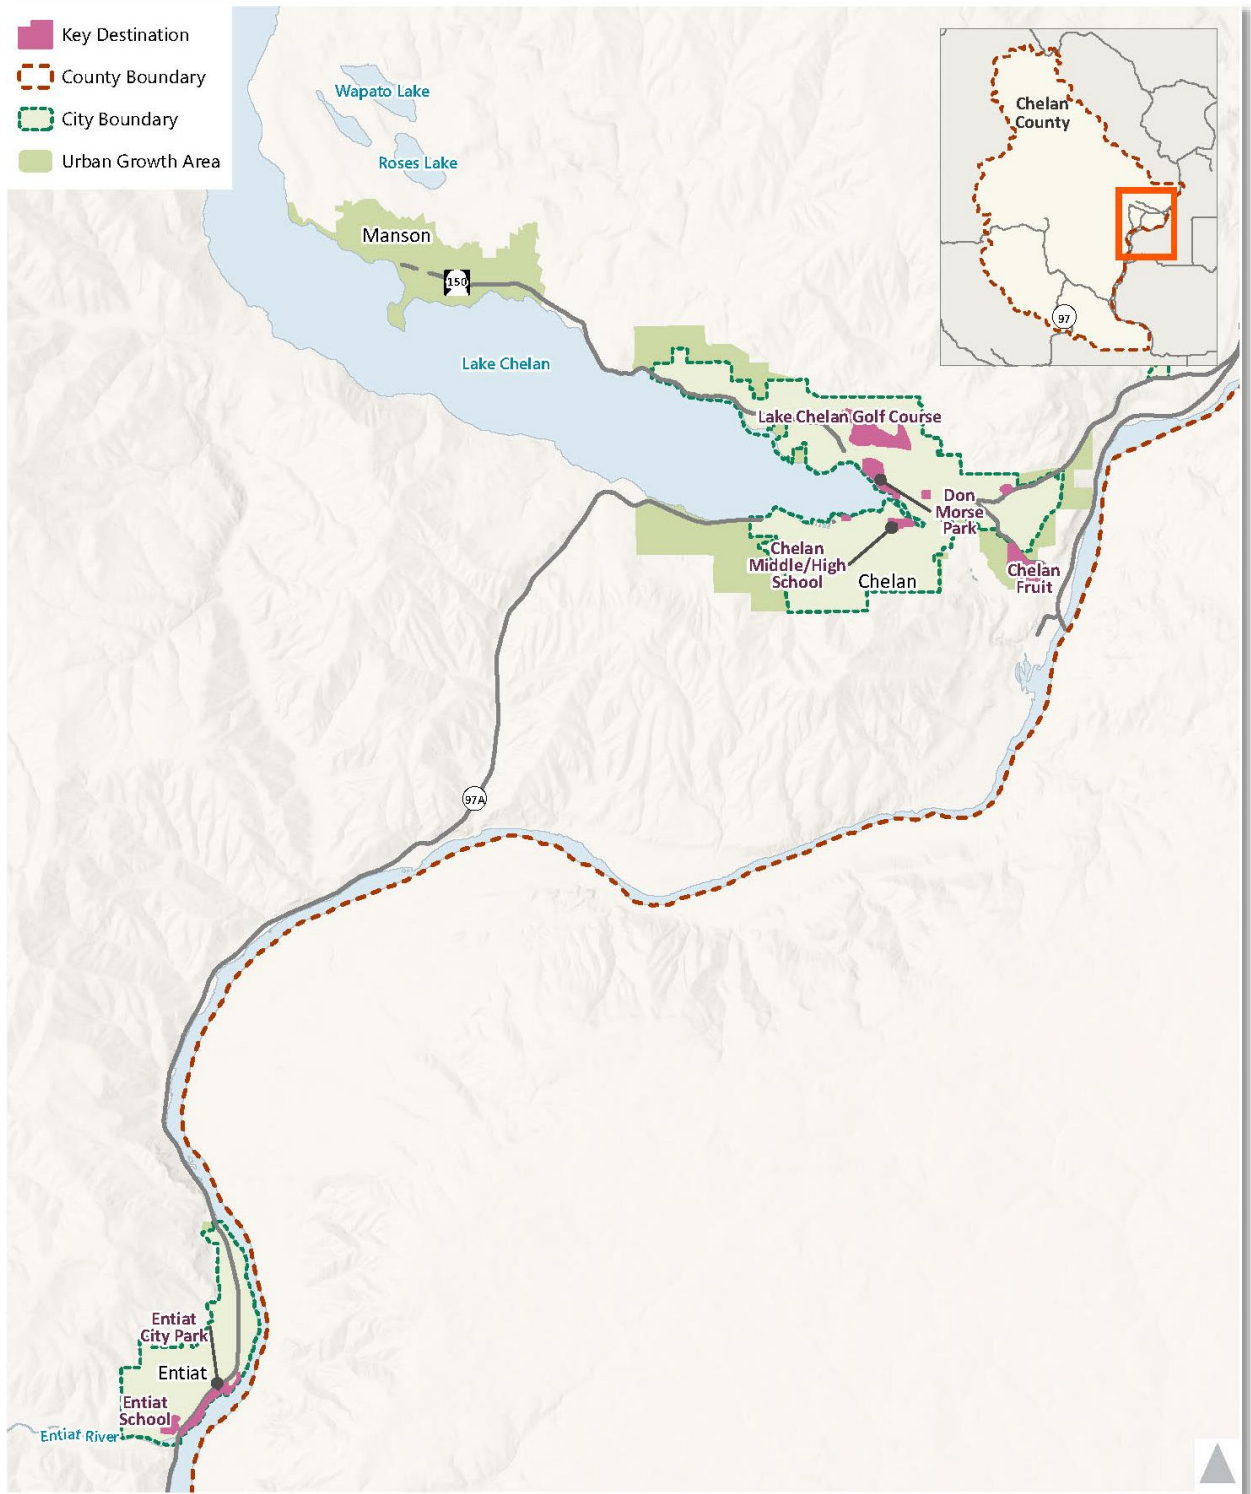 Key Destination
County Boundary
City Boundary
Urban Growth Area
Chelan
County
97
Wapato Lake
Roses Lake
Manson
150
Lake Chelan
Lake Chelan Golf Course
Don
Morse
Park
Chelan
Middle/High
School
Chelan
Chelan
Fruit
97A
Entiat
City Park
Entiat
Entiat
School
Entiat River